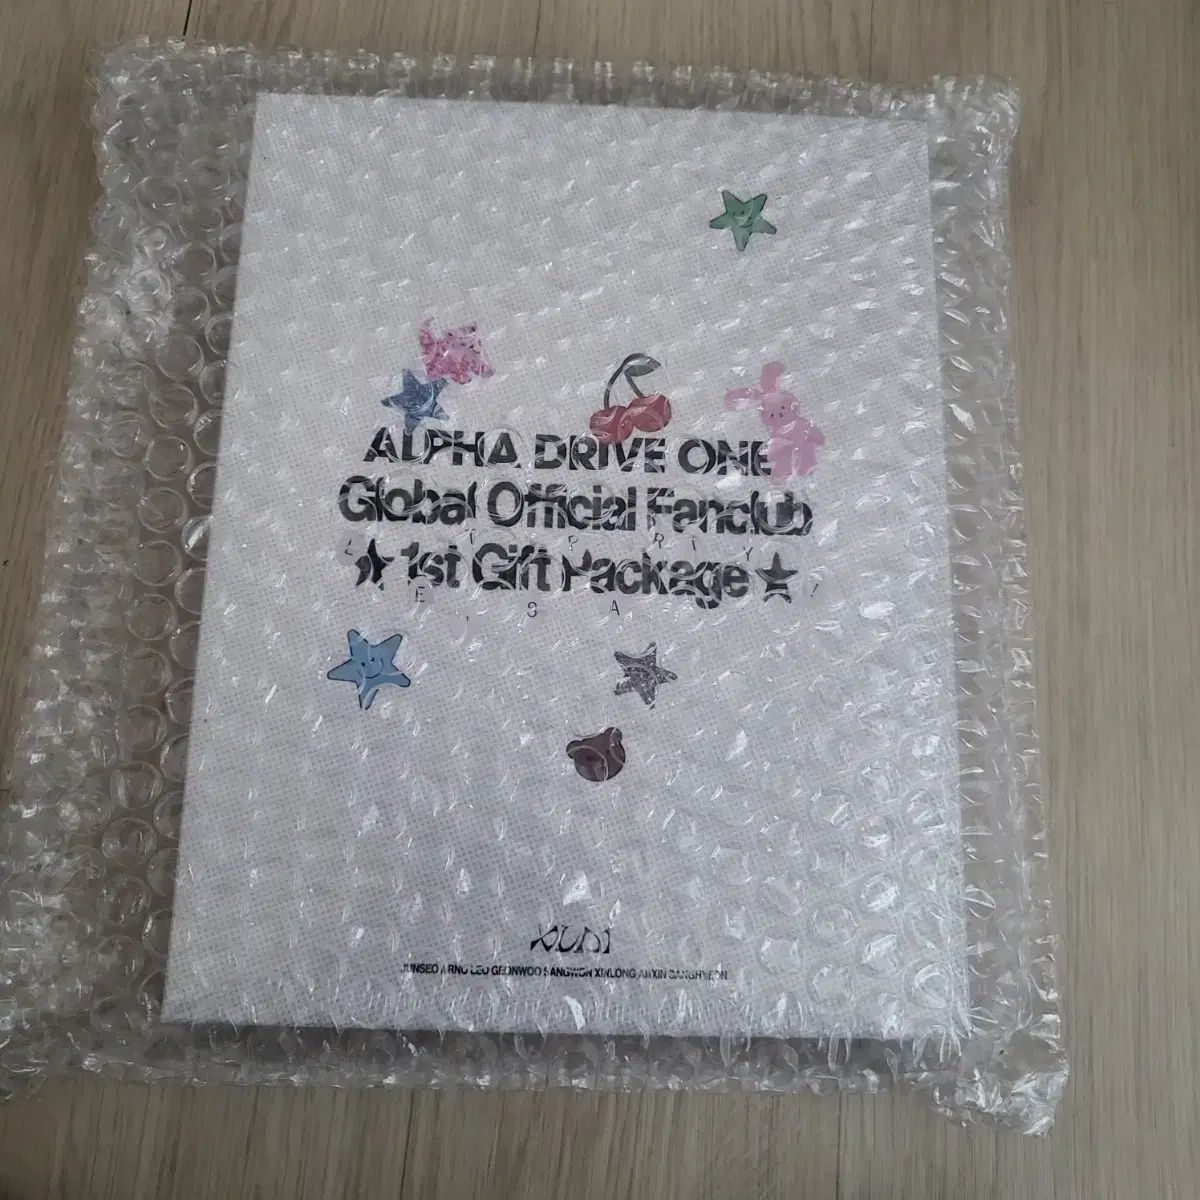 ALPHA DRIVE ONE
Global Official Fanclub
L T P R T Y
★ 1st Gift Package ★
E ' S A !
JUNSEO ARNO LEO GEONWOO SANGWON XINLONG ANXIN SANGHYEON